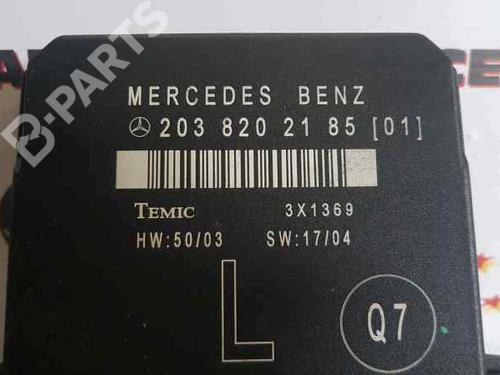 B-PARTS
MERCEDES BENZ
203 820 21 85 [01]
TEMIC 3X1369
HW:50/03 SW:17/04
L Q7